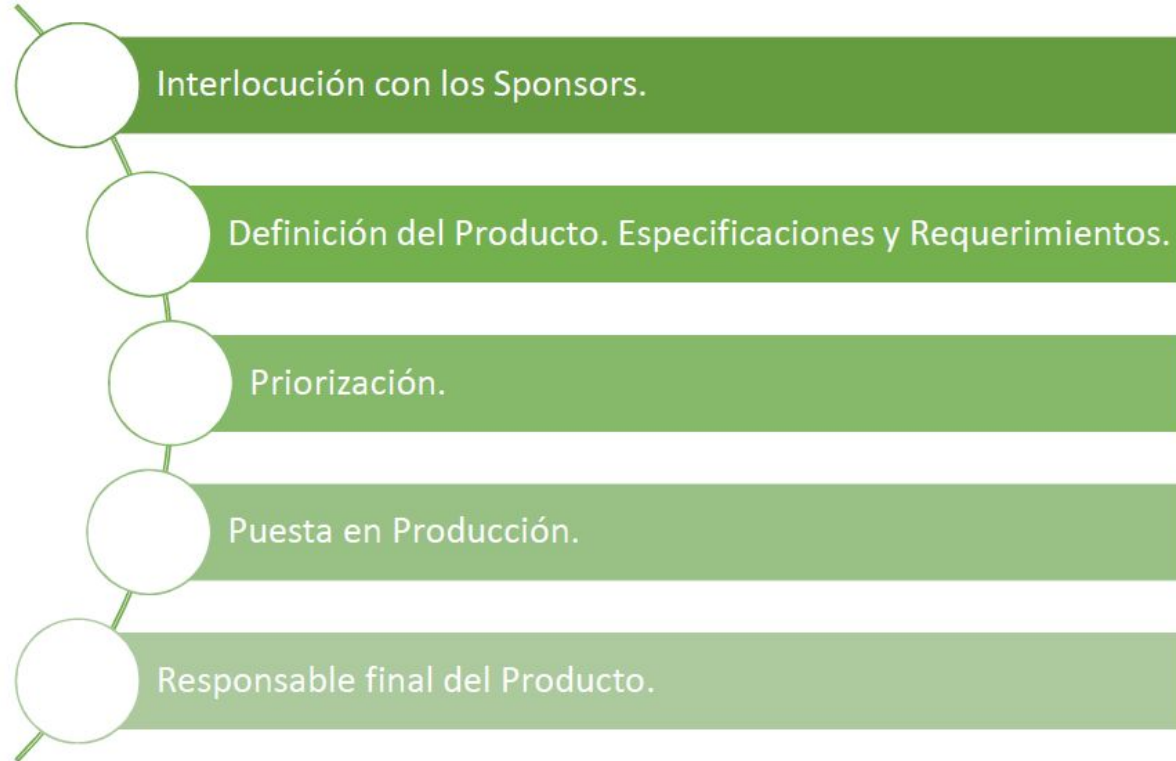 Interlocución con los Sponsors.
Definición del Producto. Especificaciones y Requerimientos.
Priorización.
Puesta en Producción.
Responsable final del Producto.